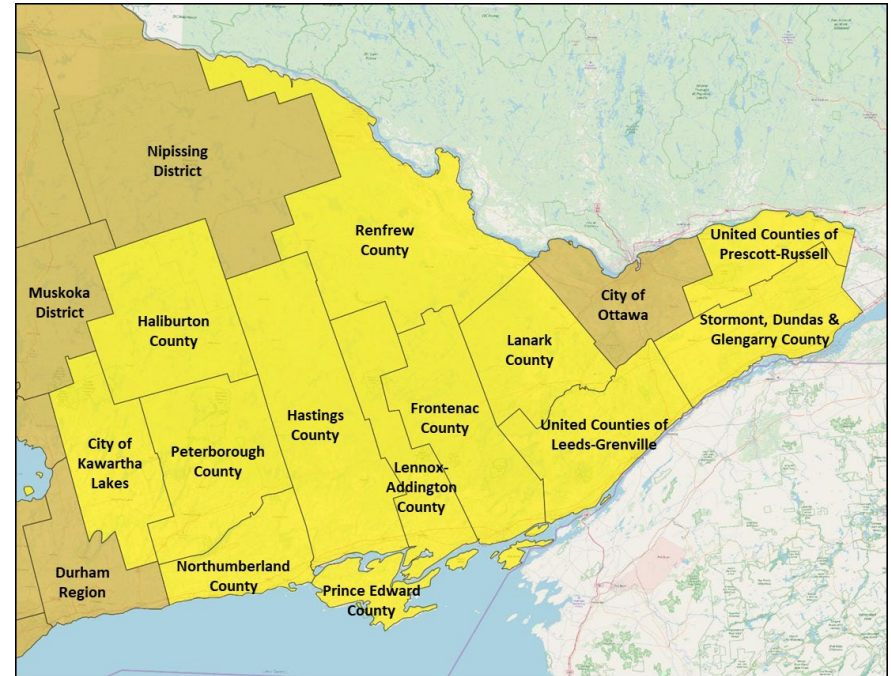 Nipissing
District
Renfrew
County
United Counties of
Prescott-Russell
Muskoka
District
City of
Ottawa
Haliburton
County
Stormont, Dundas &
Glengarry County
Lanark
County
Hastings
County
Frontenac
County
United Counties of
Leeds-Grenville
City of
Kawartha
Lakes
Peterborough
County
Lennox-
Addington
County
Durham
Region
Northumberland
County
Prince Edward
County